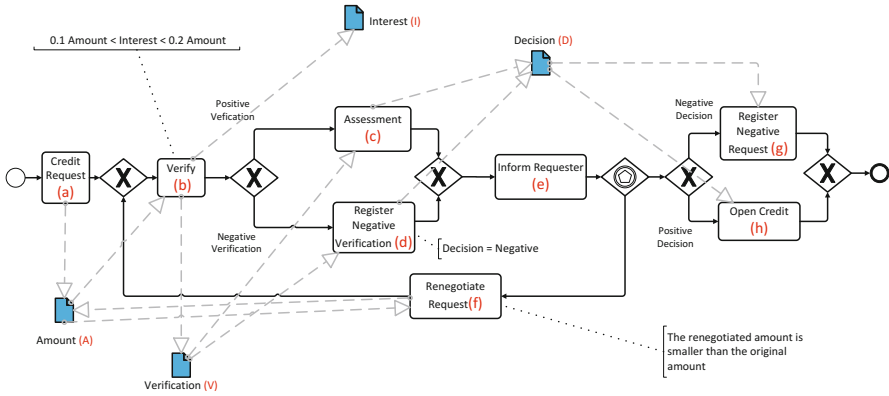 Interest (I)
0.1 Amount < Interest < 0.2 Amount
Decision (D)
Positive
Vefication
Negative
Decision
Credit
Request
(a)
X
Verify
(b)
X
Assessment
(c)
X
Inform Requester
(e)
X
Register
Negative
Request (g)
X
Negative
Verification
Register
Negative
Verification (d)
Decision = Negative
Positive
Decision
Open Credit
(h)
Renegotiate
Request(f)
Amount (A)
The renegotiated amount is
smaller than the original
amount
Verification (V)